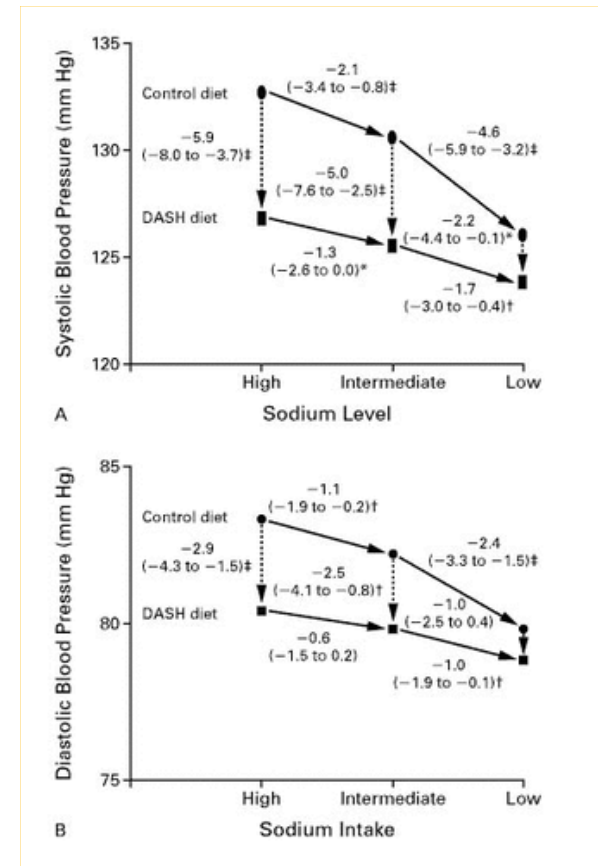 Systolic Blood Pressure (mm Hg)
135
130
125
120
Control diet
−2.1
(−3.4 to −0.8)‡
−4.6
(−5.9 to −3.2)‡
−5.9
(−8.0 to −3.7)‡
−5.0
(−7.6 to −2.5)‡
DASH diet
−2.2
(−4.4 to −0.1)*
−1.3
(−2.6 to 0.0)*
−1.7
(−3.0 to −0.4)†
High Intermediate Low
A Sodium Level
Diastolic Blood Pressure (mm Hg)
85
80
75
−1.1
(−1.9 to −0.2)†
Control diet
−2.4
(−3.3 to −1.5)‡
−2.9
(−4.3 to −1.5)‡
−2.5
(−4.1 to −0.8)†
−1.0
(−2.5 to 0.4)
DASH diet
−0.6
(−1.5 to 0.2)
−1.0
(−1.9 to −0.1)†
High Intermediate Low
B Sodium Intake